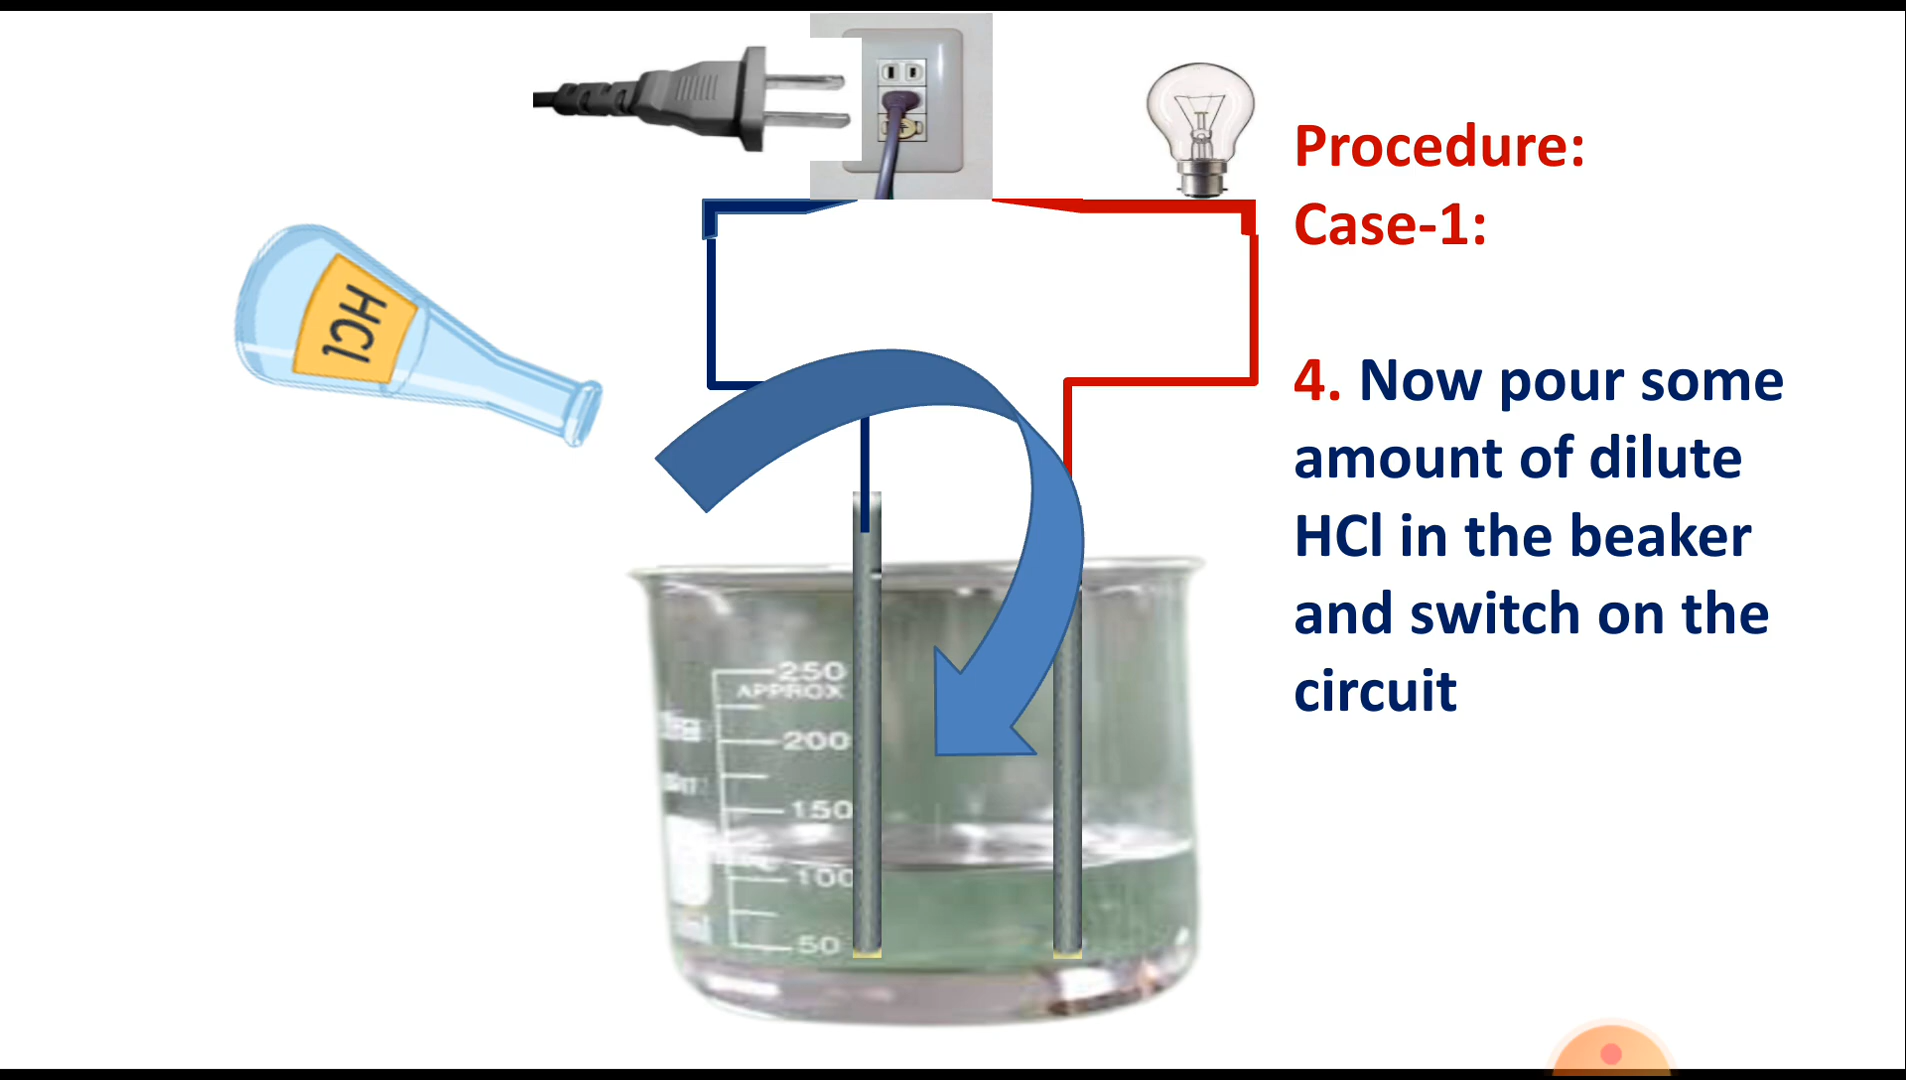 Procedure:
Case-1:
HCl
4. Now pour some
amount of dilute
HCl in the beaker
and switch on the
circuit
250
APPROX
200
150
100
50